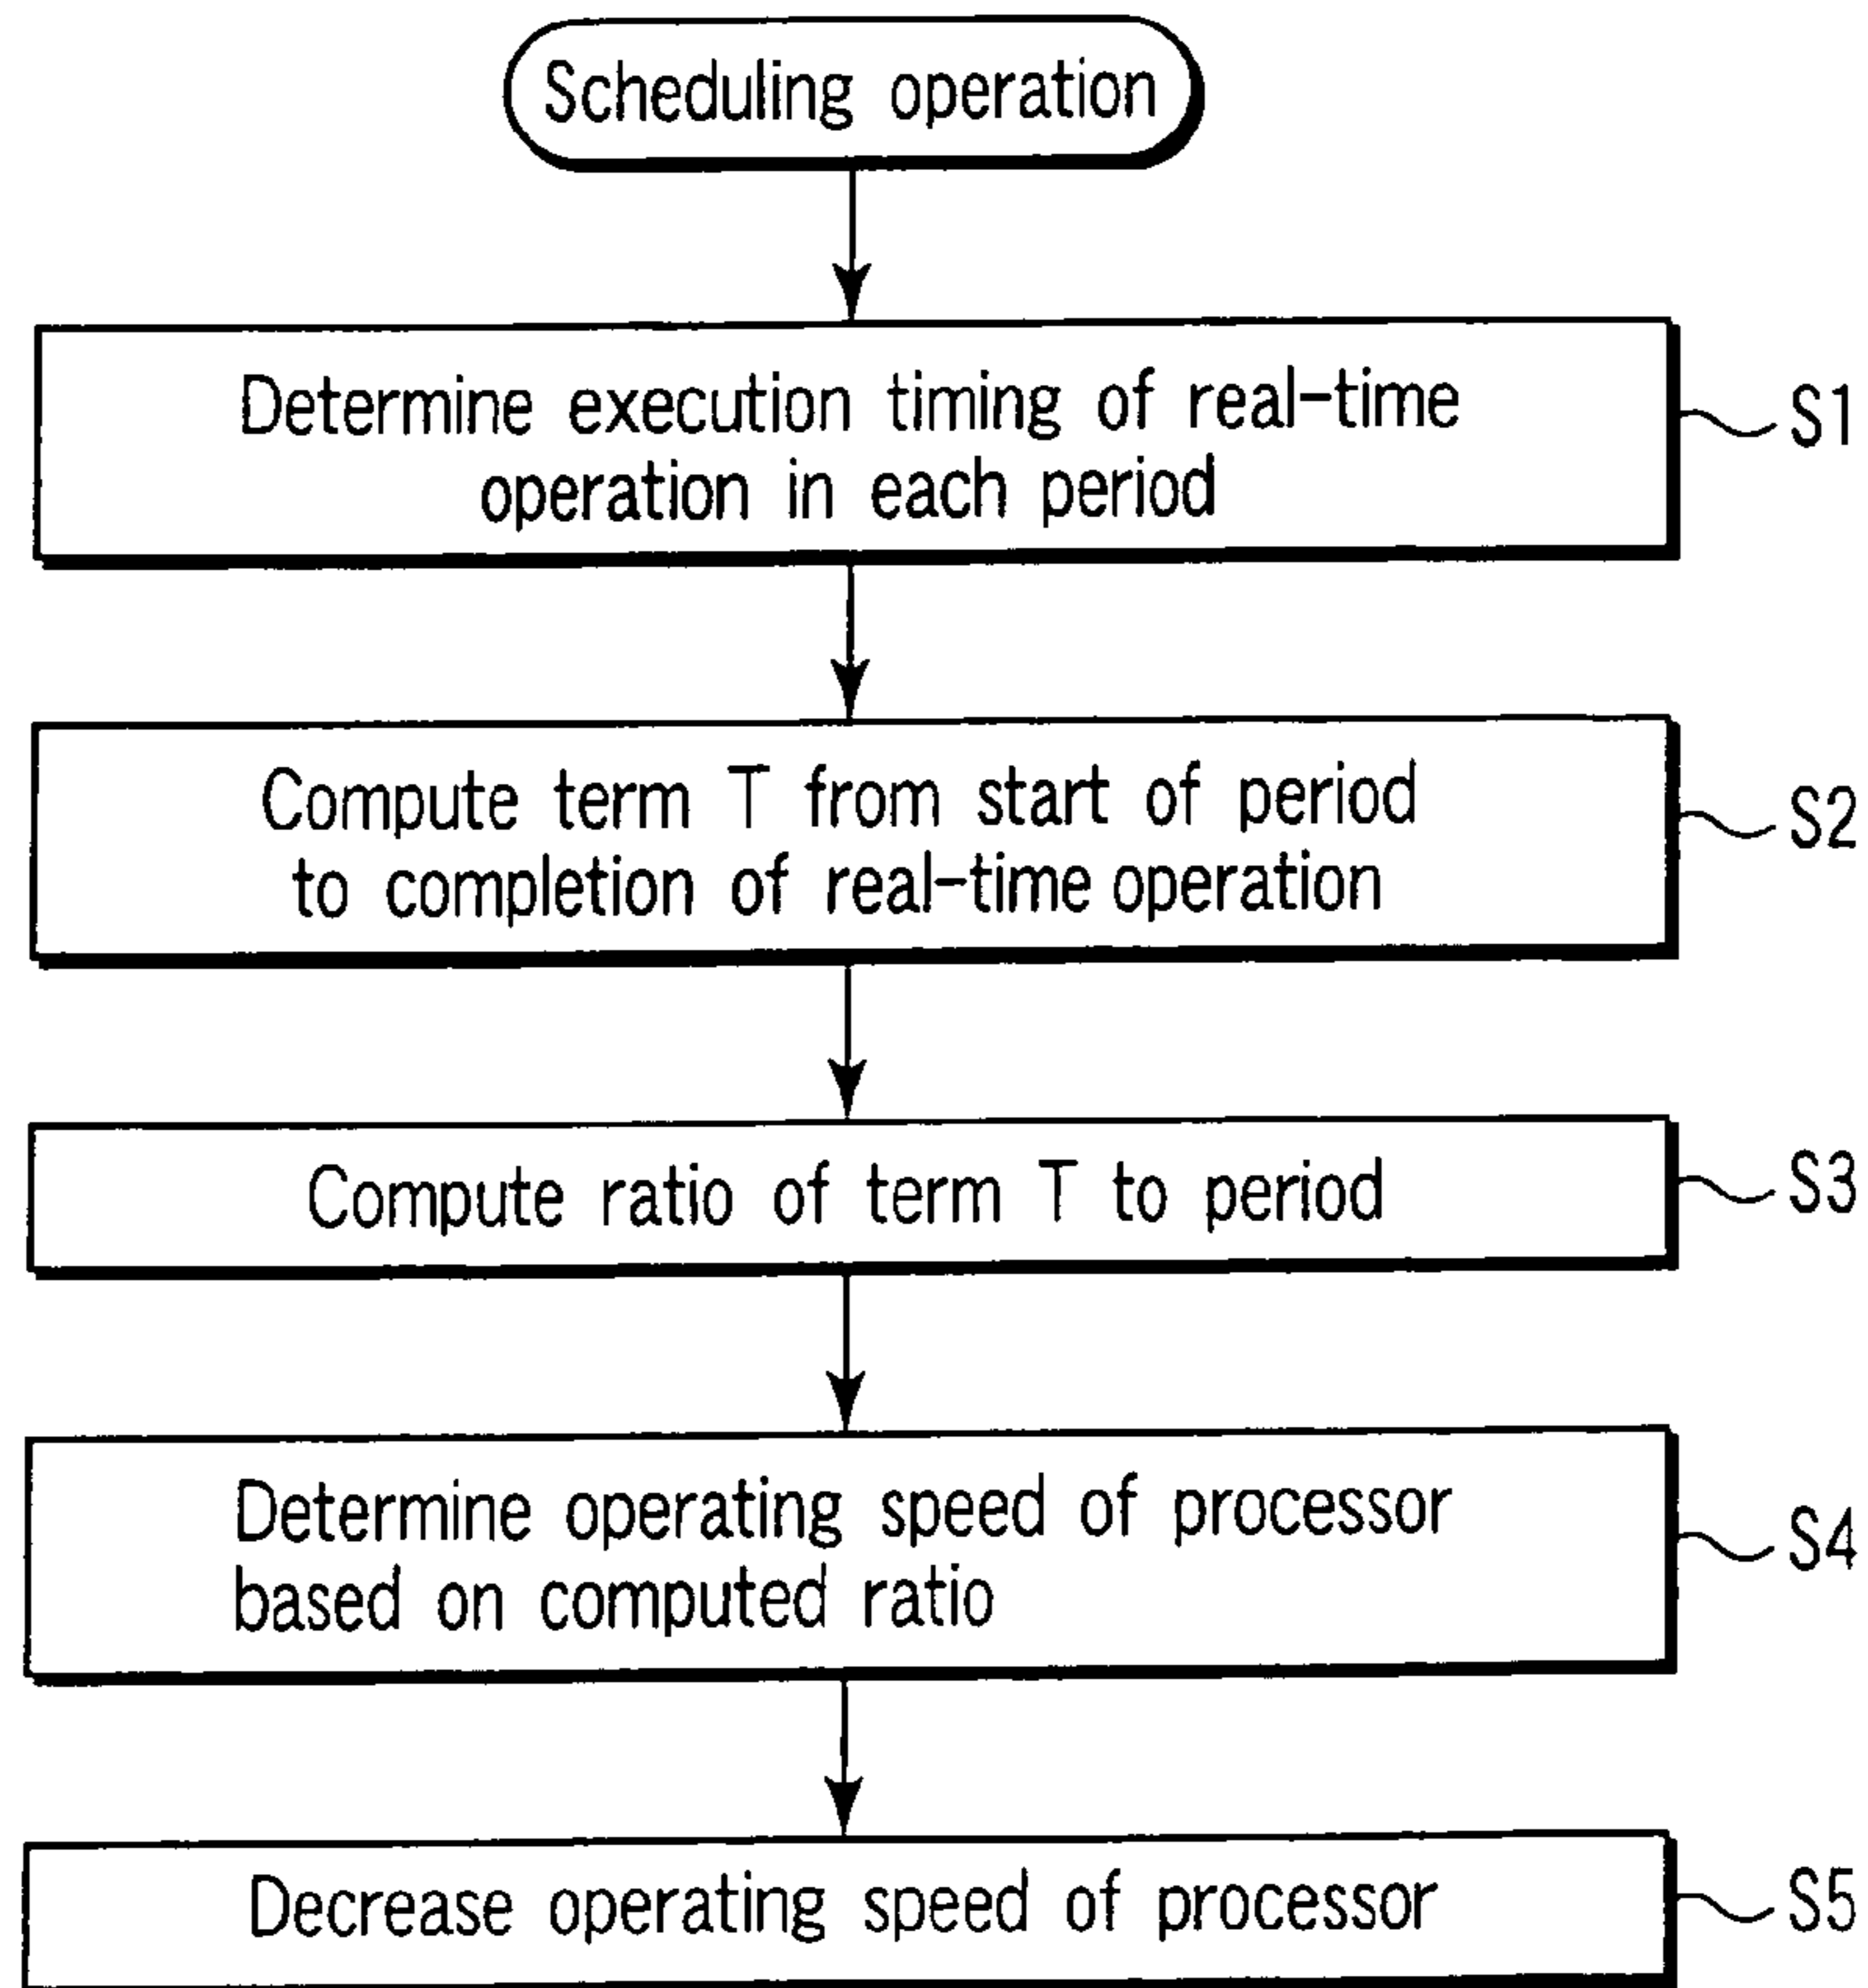 Scheduling operation
Determine execution timing of real-time
operation in each period
S1
Compute term T from start of period
to completion of real-time operation
S2
Compute ratio of term T to period
S3
Determine operating speed of processor
based on computed ratio
S4
Decrease operating speed of processor
S5